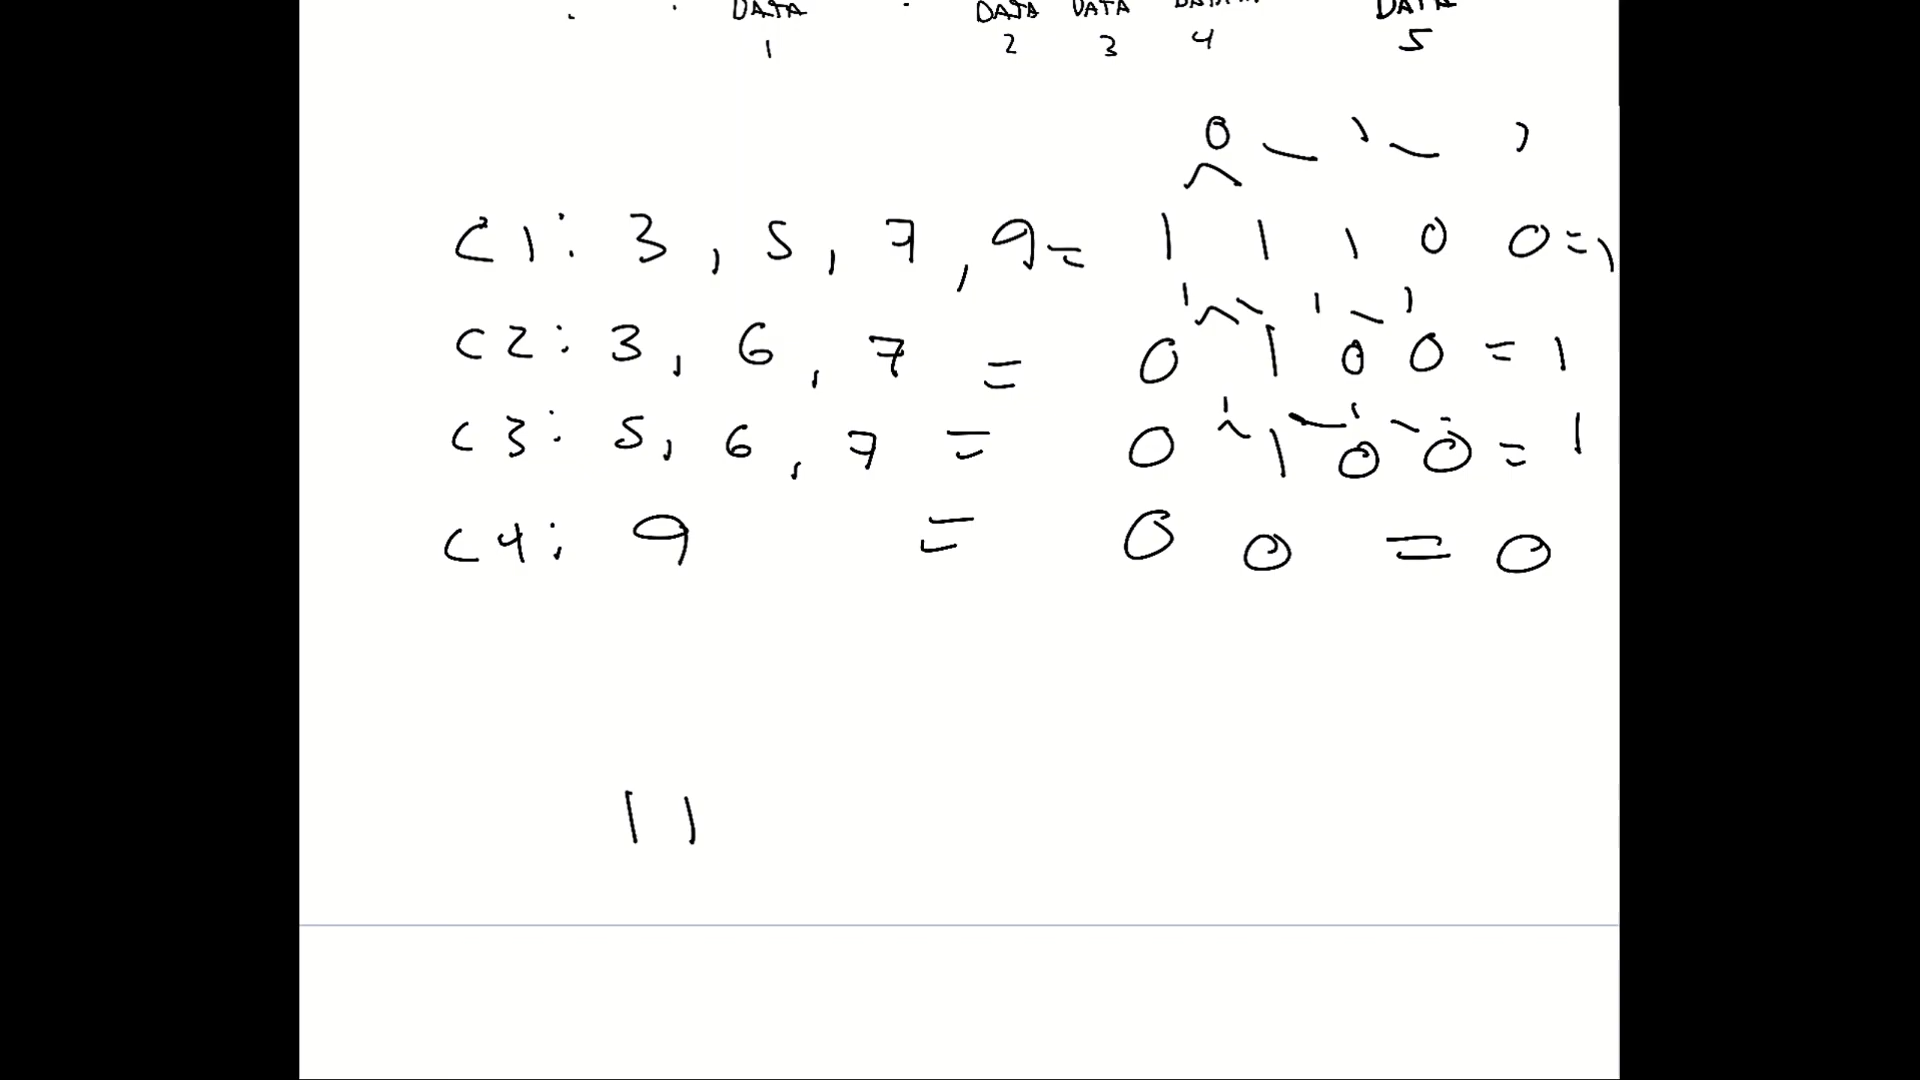 DATA DATA DATA DATA DATA
1 2 3 4 5
0 1 1
C1: 3, 5, 7, 9 = 1 1 1 0 0 = 1
1 1 1
C2: 3, 6, 7 = 0 1 0 0 = 1
1 1
C3: 5, 6, 7 = 0 1 0 0 = 1
C4: 9 = 0 0 = 0
11